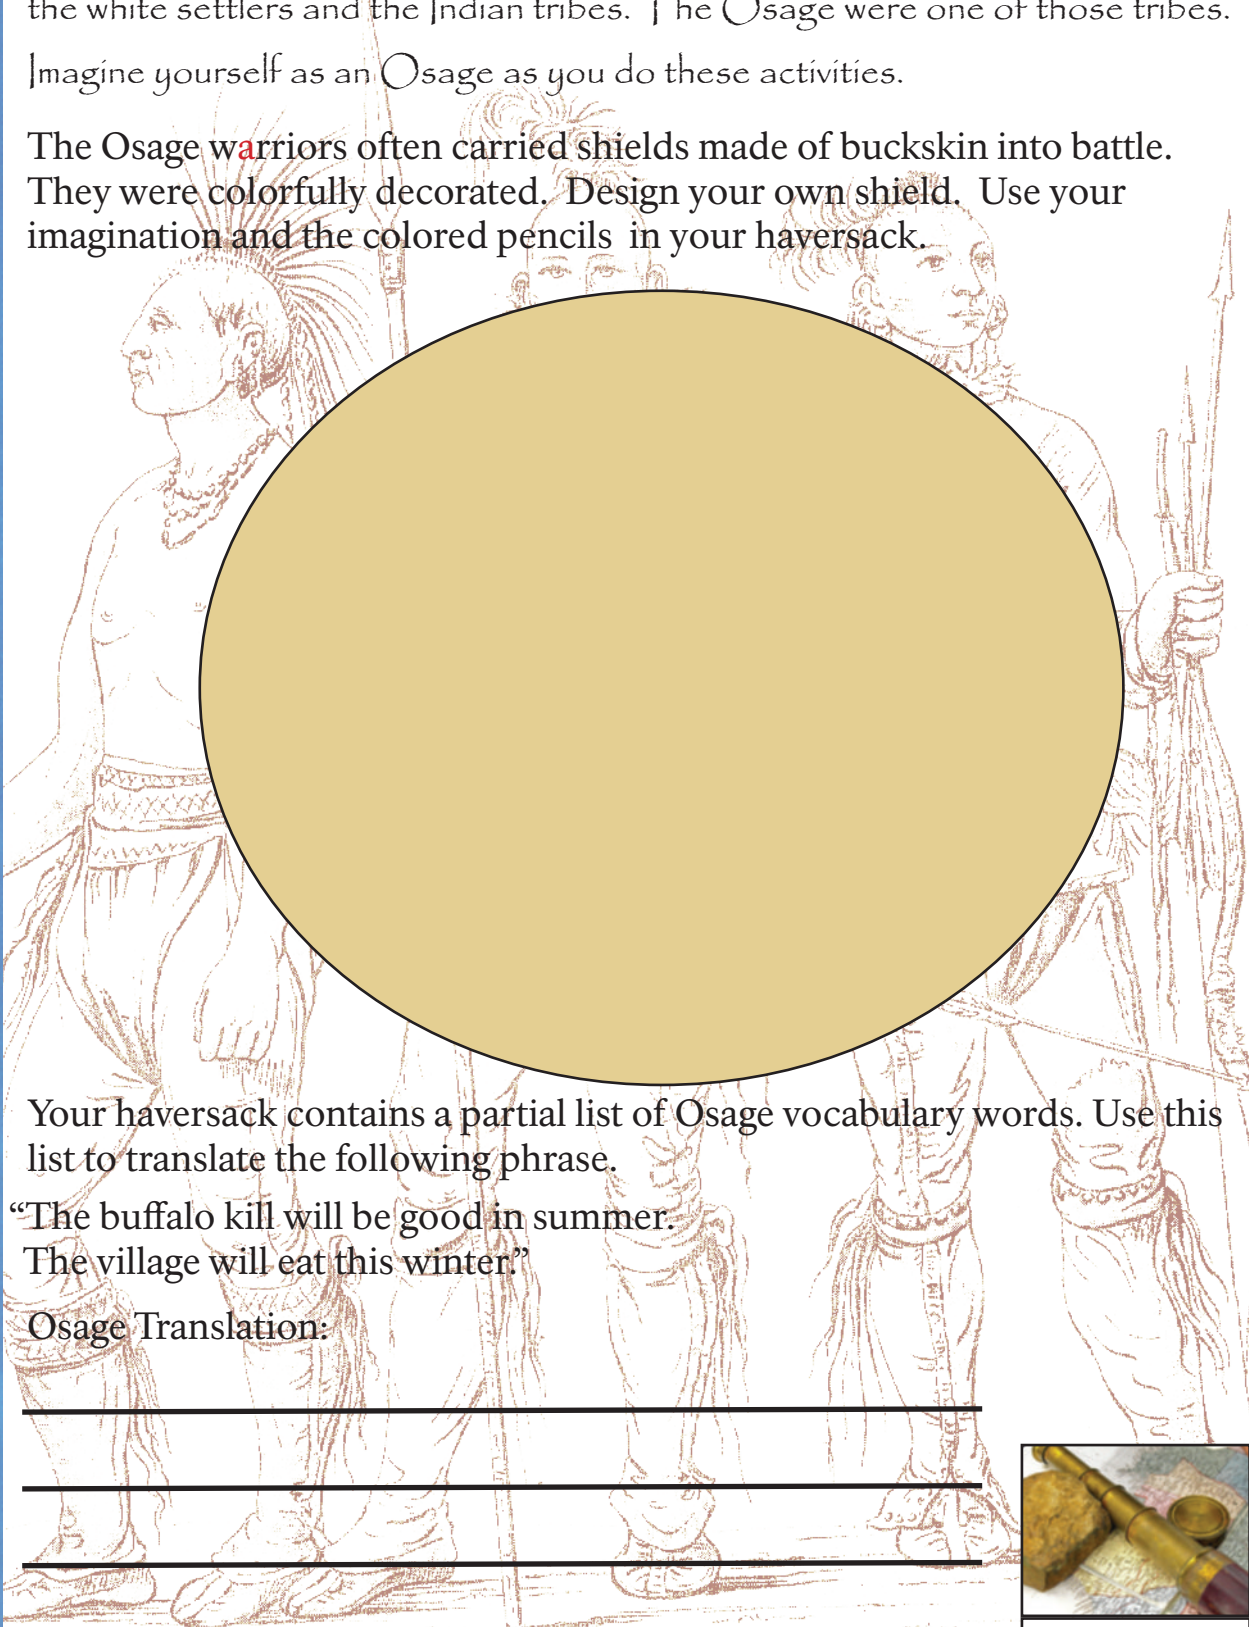 the white settlers and the Indian tribes. The Osage were one of those tribes.
Imagine yourself as an Osage as you do these activities.
The Osage warriors often carried shields made of buckskin into battle.
They were colorfully decorated. Design your own shield. Use your
imagination and the colored pencils in your haversack.
Your haversack contains a partial list of Osage vocabulary words. Use this
list to translate the following phrase.
“The buffalo kill will be good in summer.
The village will eat this winter.”
Osage Translation: